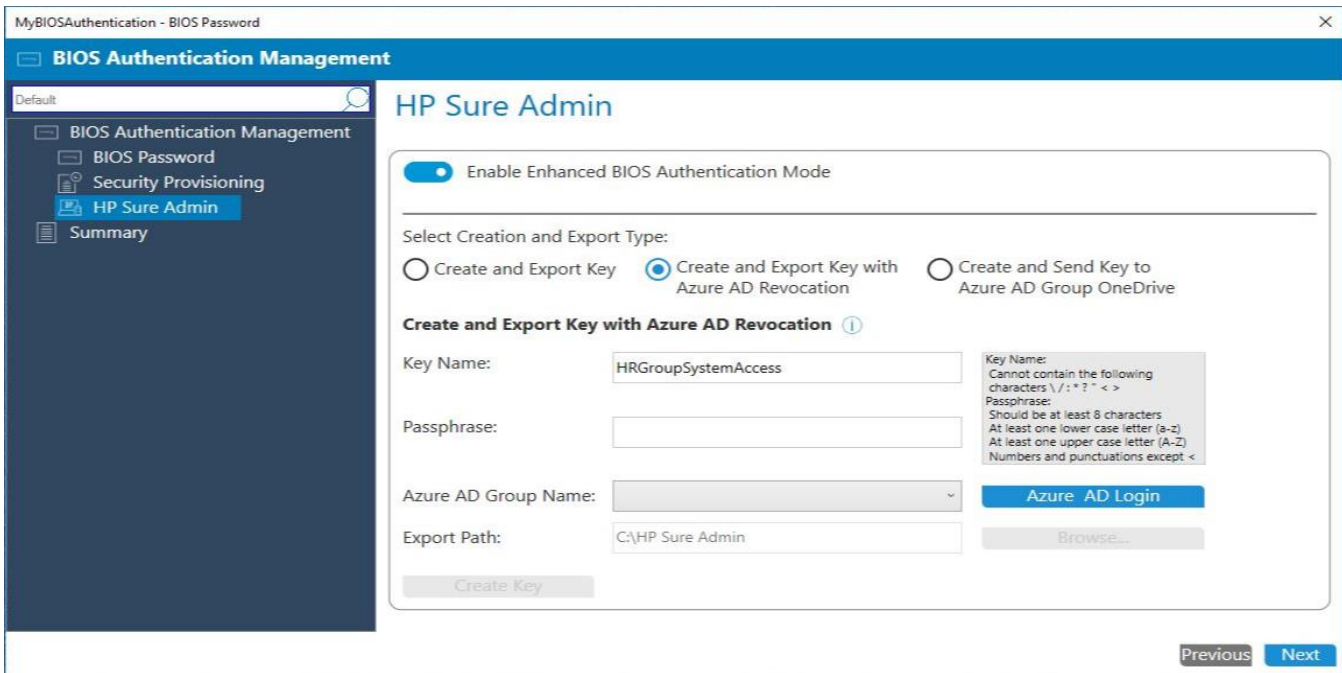 MyBIOSAuthentication - BIOS Password
BIOS Authentication Management
Default
BIOS Authentication Management
BIOS Password
Security Provisioning
HP Sure Admin
Summary
HP Sure Admin
Enable Enhanced BIOS Authentication Mode
Select Creation and Export Type:
Create and Export Key
Create and Export Key with
Azure AD Revocation
Create and Send Key to
Azure AD Group OneDrive
Create and Export Key with Azure AD Revocation
Key Name:
HRGroupSystemAccess
Key Name:
Cannot contain the following
characters \ / : * ? " < >
Passphrase:
Should be at least 8 characters
At least one lower case letter (a-z)
At least one upper case letter (A-Z)
Numbers and punctuations except <
Passphrase:
Azure AD Group Name:
Azure AD Login
Export Path:
C:\HP Sure Admin
Browse...
Create Key
Previous
Next